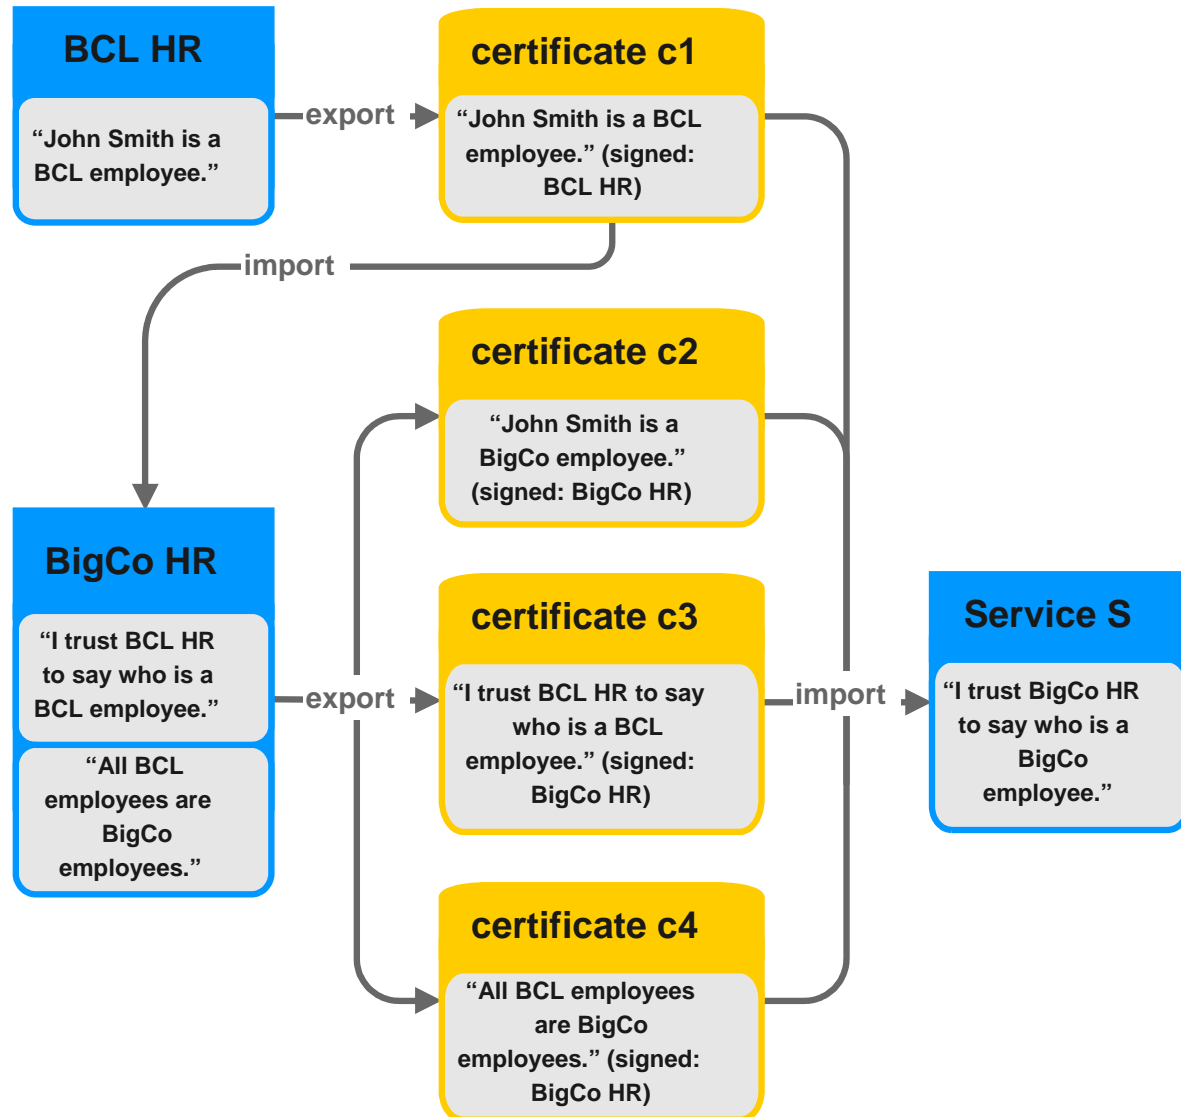 BCL HR
“John Smith is a
BCL employee.”
export
certificate c1
“John Smith is a BCL
employee.” (signed:
BCL HR)
import
certificate c2
“John Smith is a
BigCo employee.”
(signed: BigCo HR)
BigCo HR
“I trust BCL HR
to say who is a
BCL employee.”
“All BCL
employees are
BigCo
employees.”
export
certificate c3
“I trust BCL HR to say
who is a BCL
employee.” (signed:
BigCo HR)
import
certificate c4
“All BCL employees
are BigCo
employees.” (signed:
BigCo HR)
Service S
“I trust BigCo HR
to say who is a
BigCo
employee.”